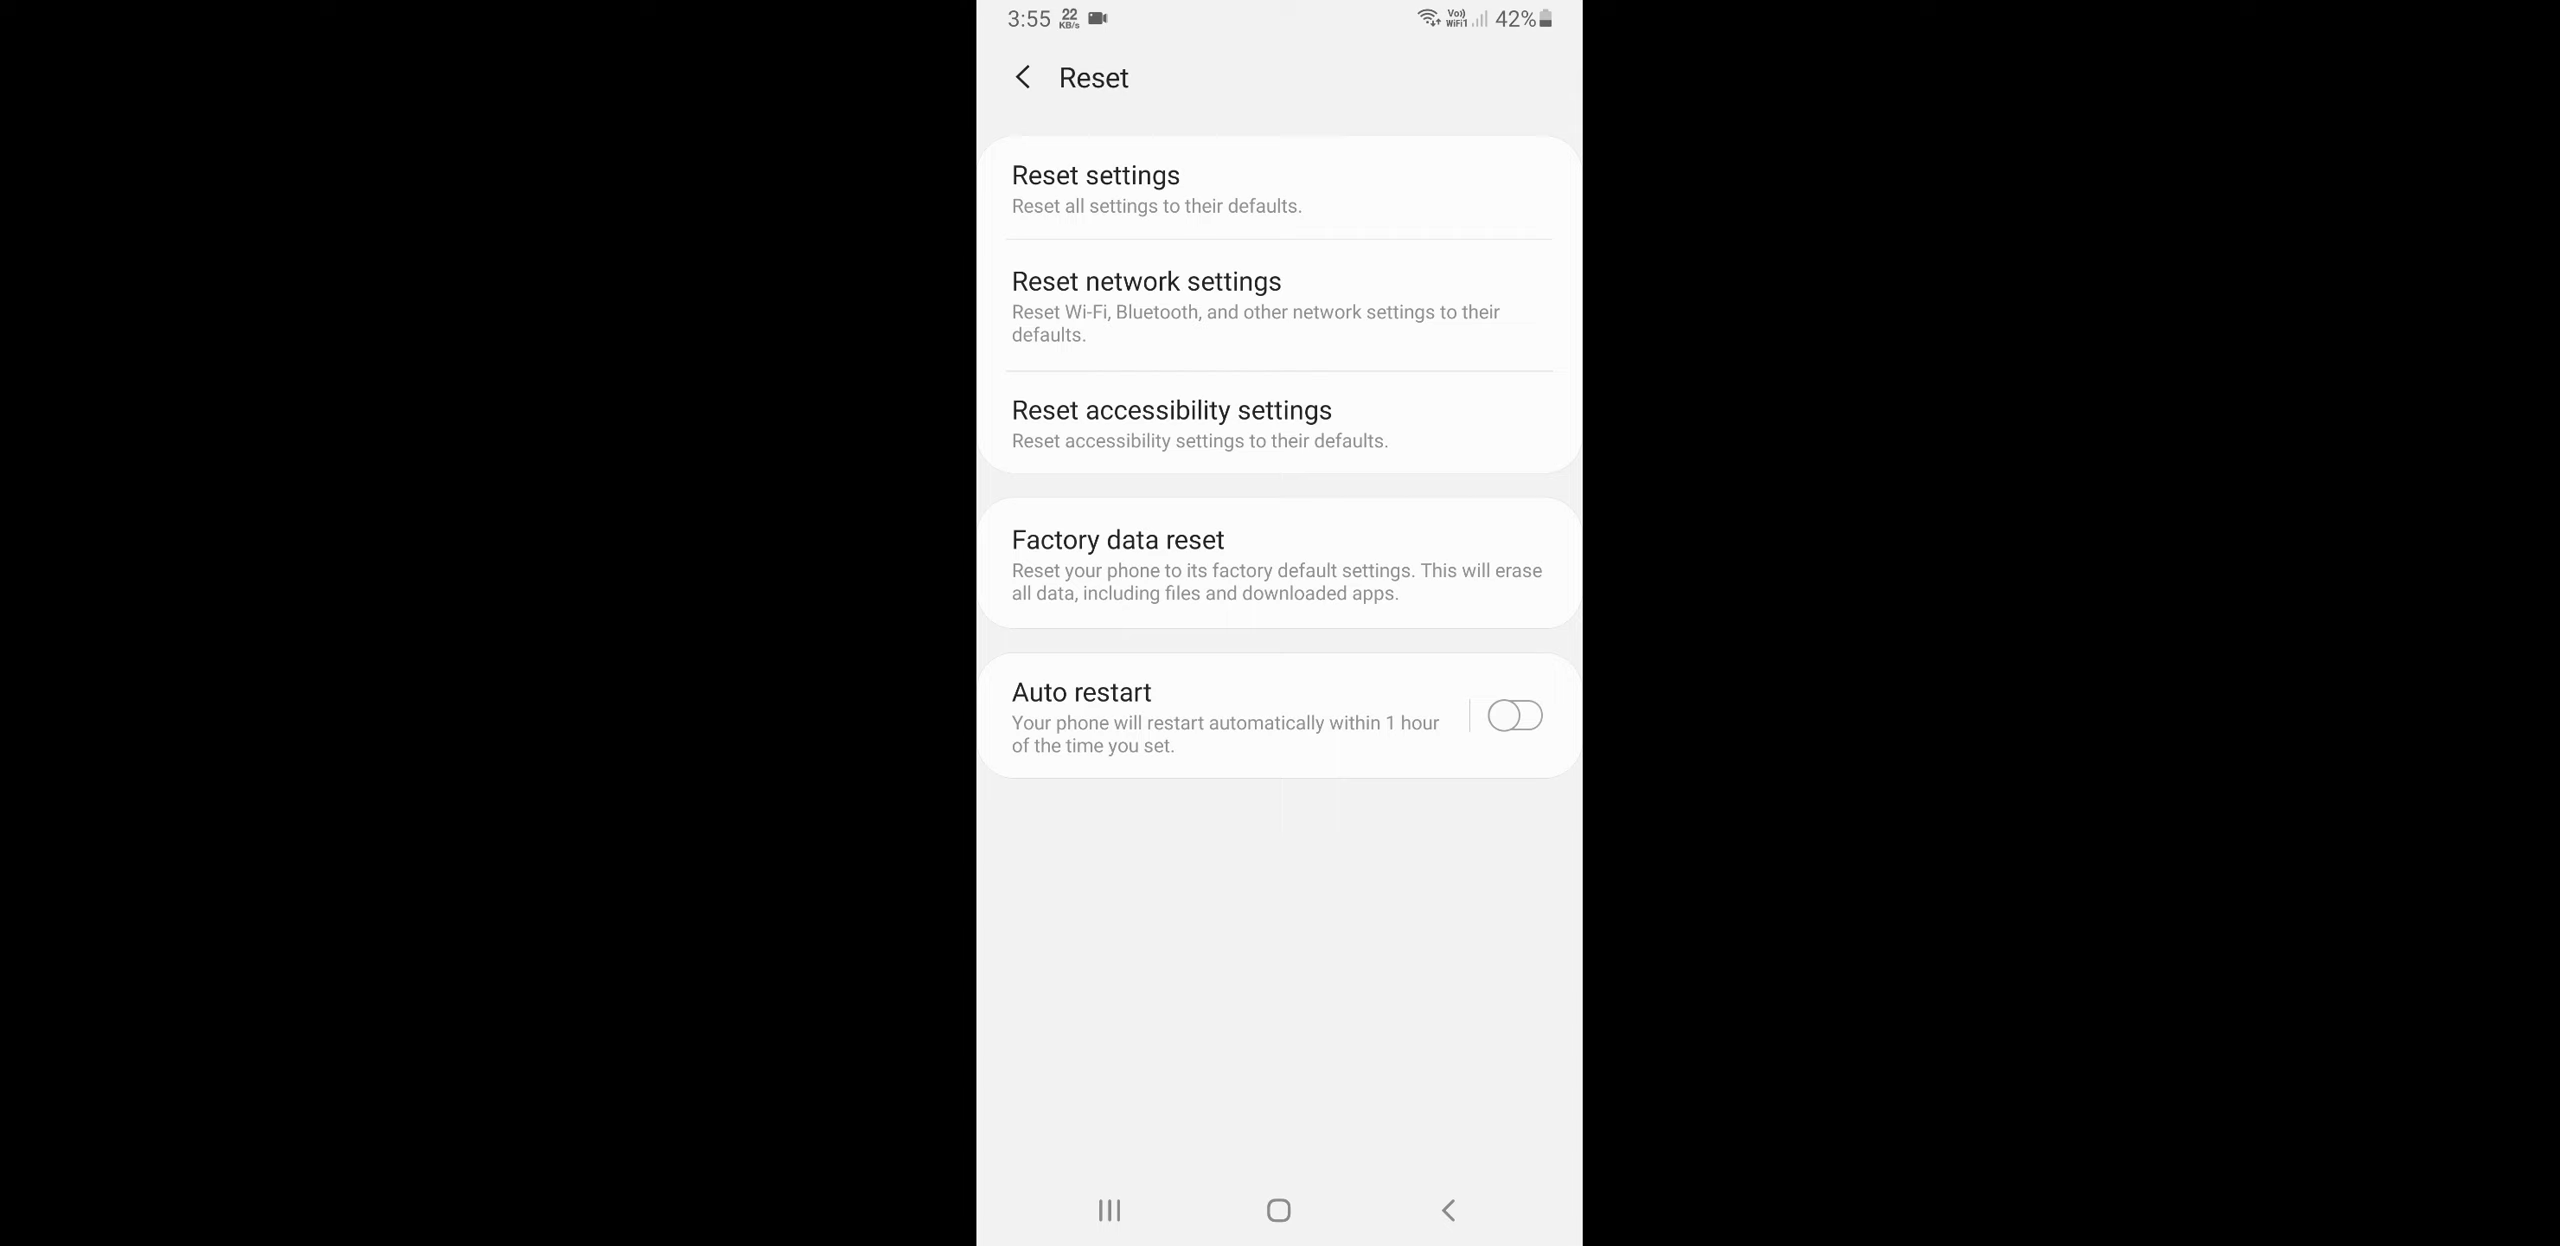 3:55 22 KB/s Vo)) WiFi1 42%
Reset
Reset settings
Reset all settings to their defaults.
Reset network settings
Reset Wi-Fi, Bluetooth, and other network settings to their
defaults.
Reset accessibility settings
Reset accessibility settings to their defaults.
Factory data reset
Reset your phone to its factory default settings. This will erase
all data, including files and downloaded apps.
Auto restart
Your phone will restart automatically within 1 hour
of the time you set.